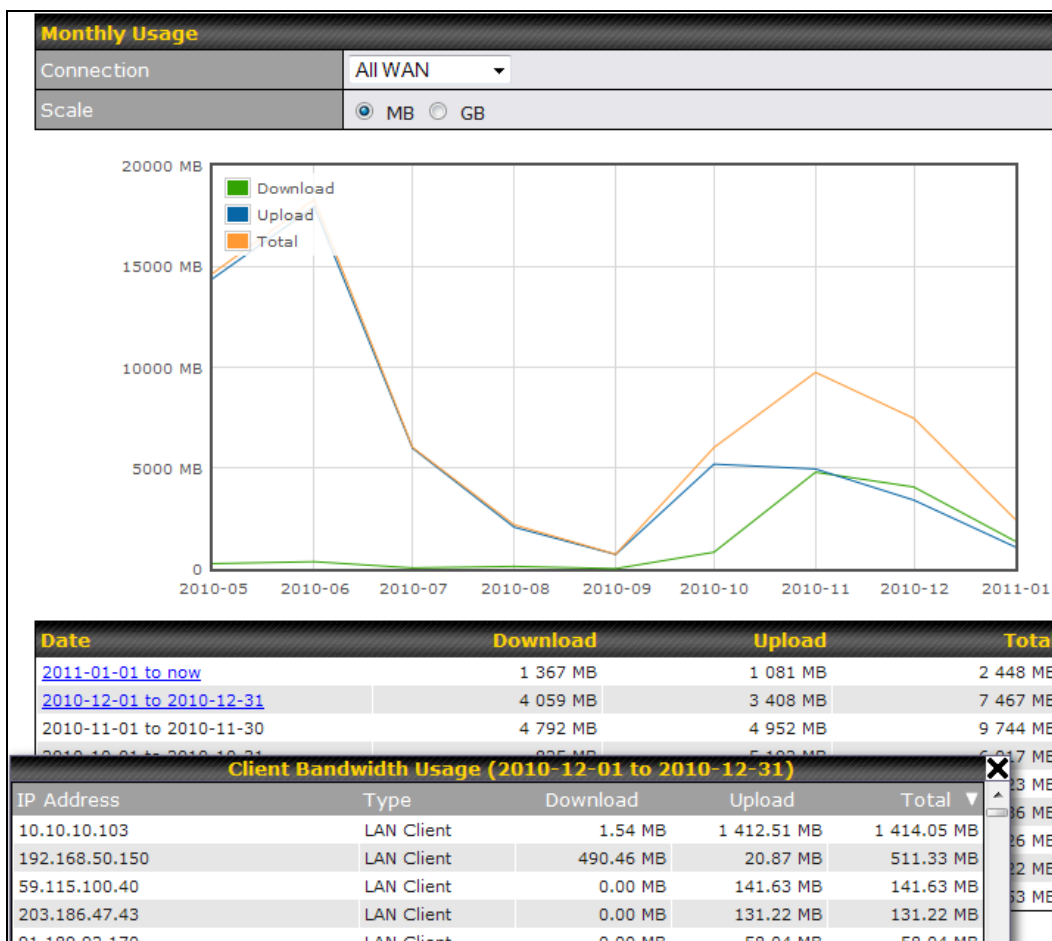 Monthly Usage
Connection All WAN
Scale MB GB
20000 MB
Download
Upload
Total
15000 MB
10000 MB
5000 MB
0
2010-05 2010-06 2010-07 2010-08 2010-09 2010-10 2010-11 2010-12 2011-01
Date Download Upload Tota
2011-01-01 to now 1 367 MB 1 081 MB 2 448 MB
2010-12-01 to 2010-12-31 4 059 MB 3 408 MB 7 467 MB
2010-11-01 to 2010-11-30 4 792 MB 4 952 MB 9 744 MB
Client Bandwidth Usage (2010-12-01 to 2010-12-31)
IP Address Type Download Upload Total
10.10.10.103 LAN Client 1.54 MB 1 412.51 MB 1 414.05 MB
192.168.50.150 LAN Client 490.46 MB 20.87 MB 511.33 MB
59.115.100.40 LAN Client 0.00 MB 141.63 MB 141.63 MB
203.186.47.43 LAN Client 0.00 MB 131.22 MB 131.22 MB